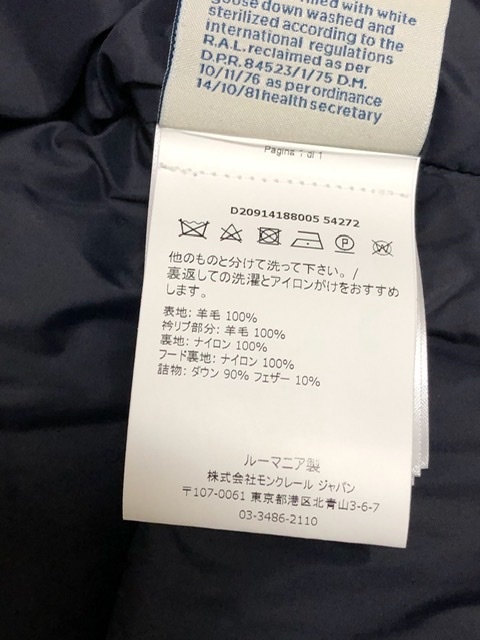 filled with white
goose down washed and
sterilized according to the
international regulations
R.A.L. reclaimed as per
D.P.R. 84523/1/75 D.M.
10/11/76 as perordinance
14/10/81 health secretary
Pagina 1 di 1
D20914188005 54272
P
W
他のものと分けて洗って下さい。/
裏返しての洗濯とアイロンがけをおすすめ
します。
表地: 羊毛 100%
衿リブ部分: 羊毛 100%
裏地: ナイロン 100%
フード裏地: ナイロン 100%
詰物: ダウン 90% フェザー 10%
ルーマニア製
株式会社モンクレール ジャパン
〒107-0061 東京都港区北青山3-6-7
03-3486-2110